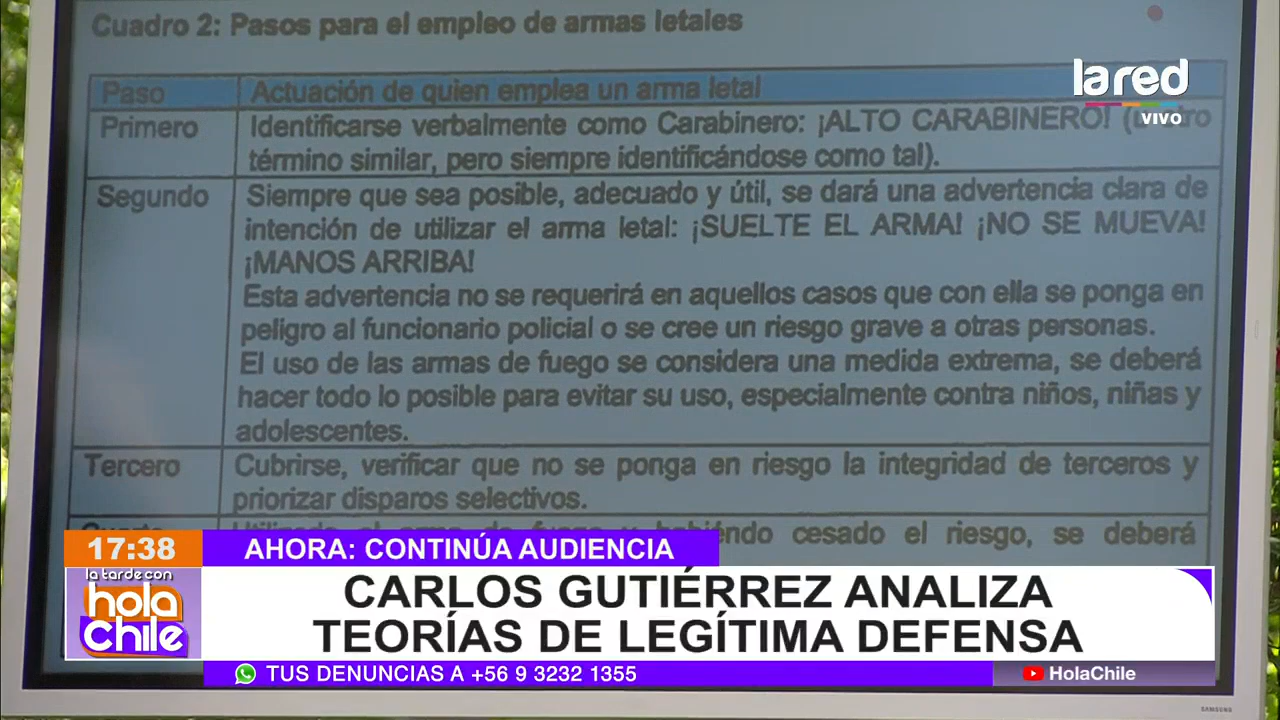 Cuadro 2: Pasos para el empleo de armas letales
la red
VIVO
Paso Actuación de quien emplea un arma letal
Primero Identificarse verbalmente como Carabinero: ¡ALTO CARABINERO! (u otro
término similar, pero siempre identificándose como tal).
Segundo Siempre que sea posible, adecuado y útil, se dará una advertencia clara de
intención de utilizar el arma letal: ¡SUELTE EL ARMA! ¡NO SE MUEVA!
¡MANOS ARRIBA!
Esta advertencia no se requerirá en aquellos casos que con ella se ponga en
peligro al funcionario policial o se cree un riesgo grave a otras personas.
El uso de las armas de fuego se considera una medida extrema, se deberá
hacer todo lo posible para evitar su uso, especialmente contra niños, niñas y
adolescentes.
Tercero Cubrirse, verificar que no se ponga en riesgo la integridad de terceros y
priorizar disparos selectivos.
cesado el riesgo, se deberá
17:38 AHORA: CONTINÚA AUDIENCIA
la tarde con
hola
Chile
CARLOS GUTIÉRREZ ANALIZA
TEORÍAS DE LEGÍTIMA DEFENSA
TUS DENUNCIAS A +56 9 3232 1355
HolaChile
SAMSUNG